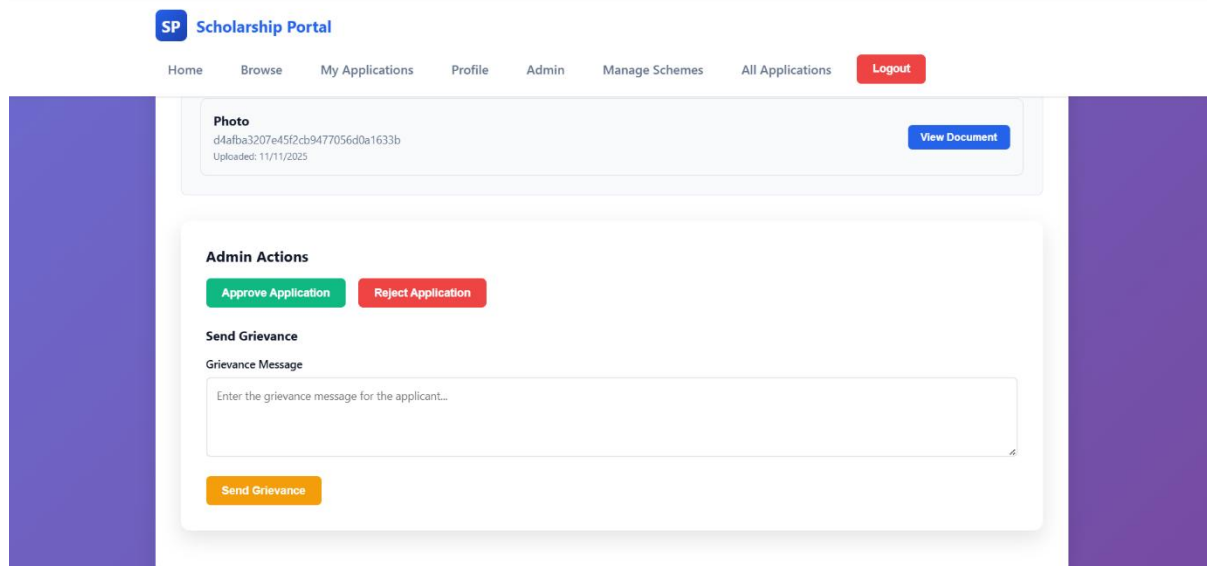 SP Scholarship Portal
Home Browse My Applications Profile Admin Manage Schemes All Applications Logout
Photo
d4afba3207e45f2cb9477056d0a1633b
Uploaded: 11/11/2025
View Document
Admin Actions
Approve Application Reject Application
Send Grievance
Grievance Message
Enter the grievance message for the applicant...
Send Grievance